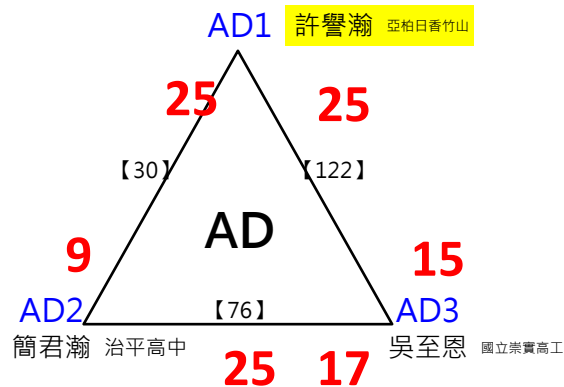 AD1 許譽瀚 亞柏日香竹山
25 25
【30】 【122】
AD
9 15
AD2 【76】 AD3
簡君瀚 治平高中 吳至恩 國立崇實高工
25 17